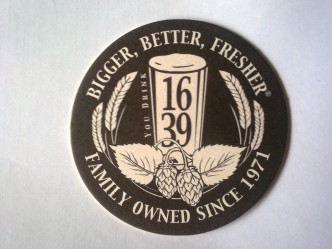 BIGGER, BETTER, FRESHER®
YOU DRINK
16
39
FAMILY OWNED SINCE 1971